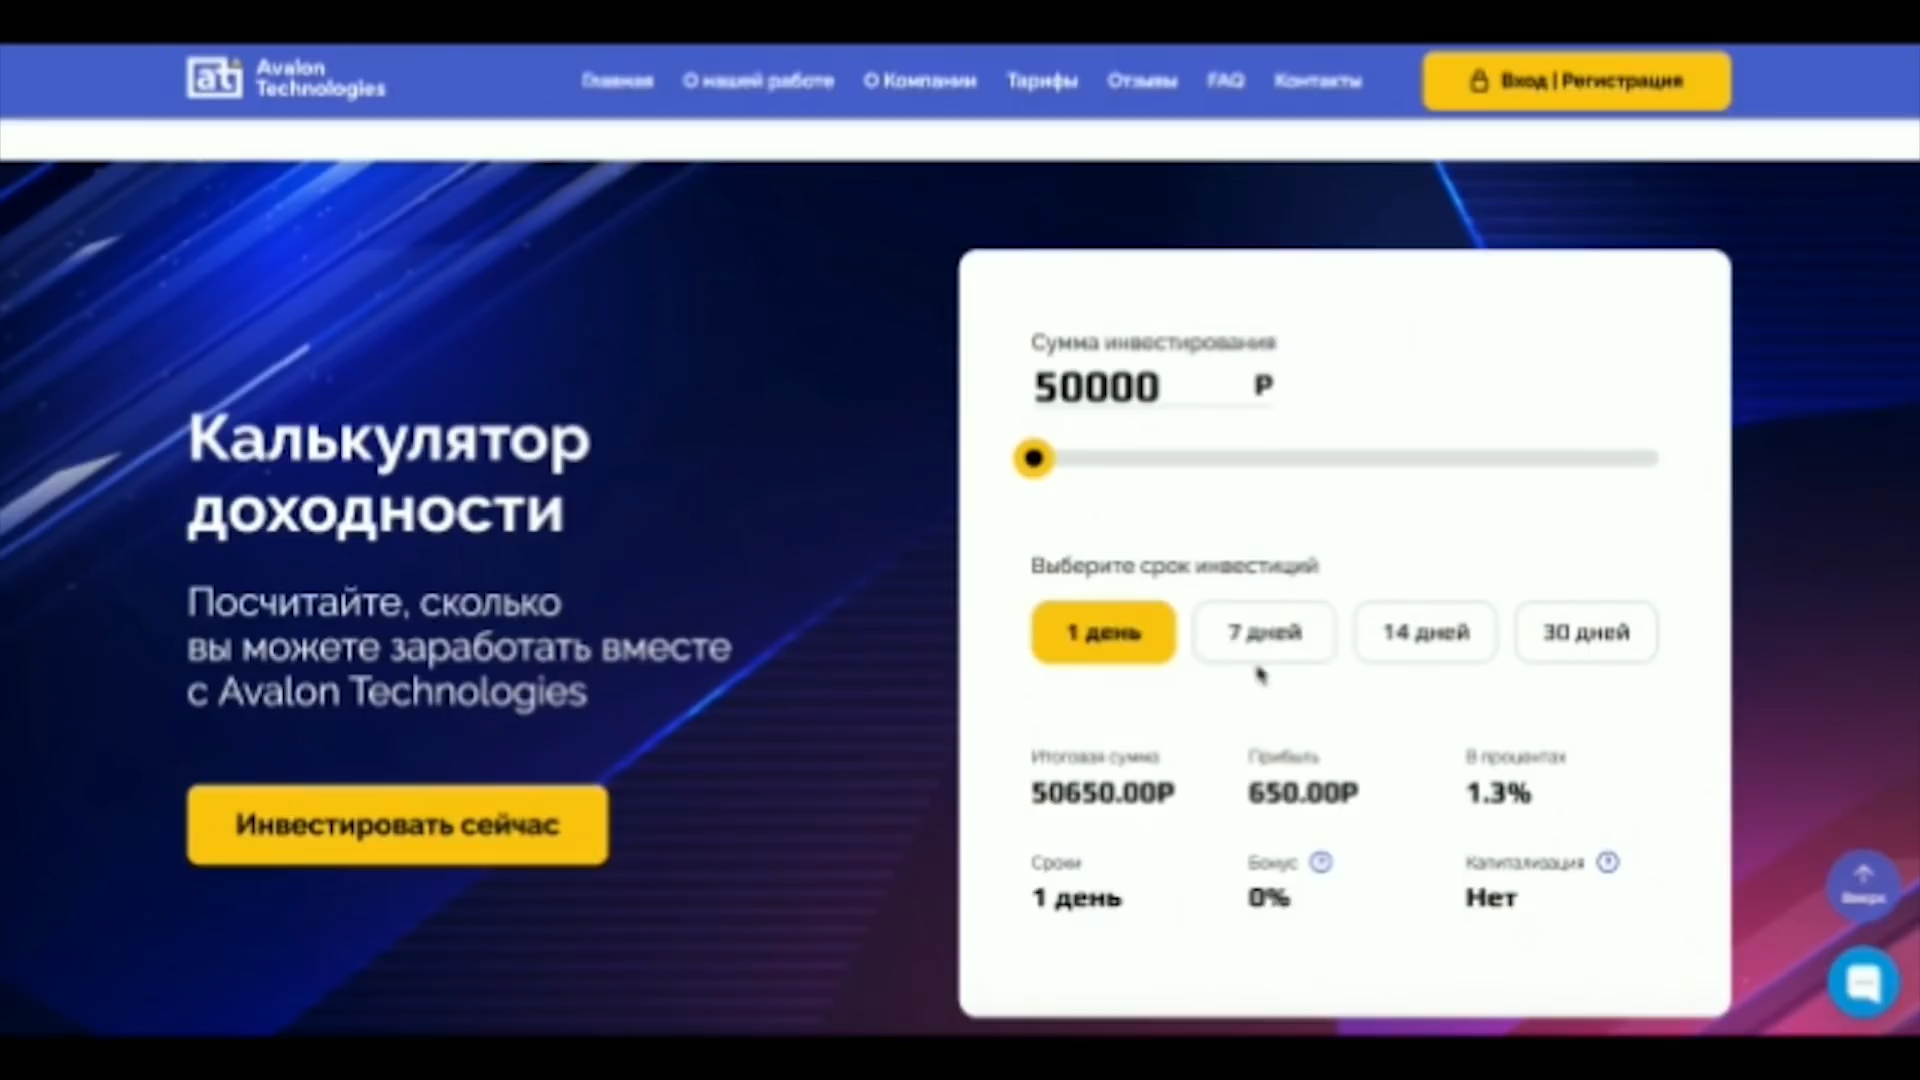 Avalon
Technologies
Главная О нашей работе О Компании Тарифы Отзывы FAQ Контакты
Вход | Регистрация
Калькулятор
доходности
Посчитайте, сколько
вы можете заработать вместе
с Avalon Technologies
Инвестировать сейчас
Сумма инвестирования
50000 Р
Выберите срок инвестиций
1 день 7 дней 14 дней 30 дней
Итоговая сумма Прибыль В процентах
50650.00Р 650.00Р 1.3%
Сроки Бонус ? Капитализация ?
1 день 0% Нет
Вверх